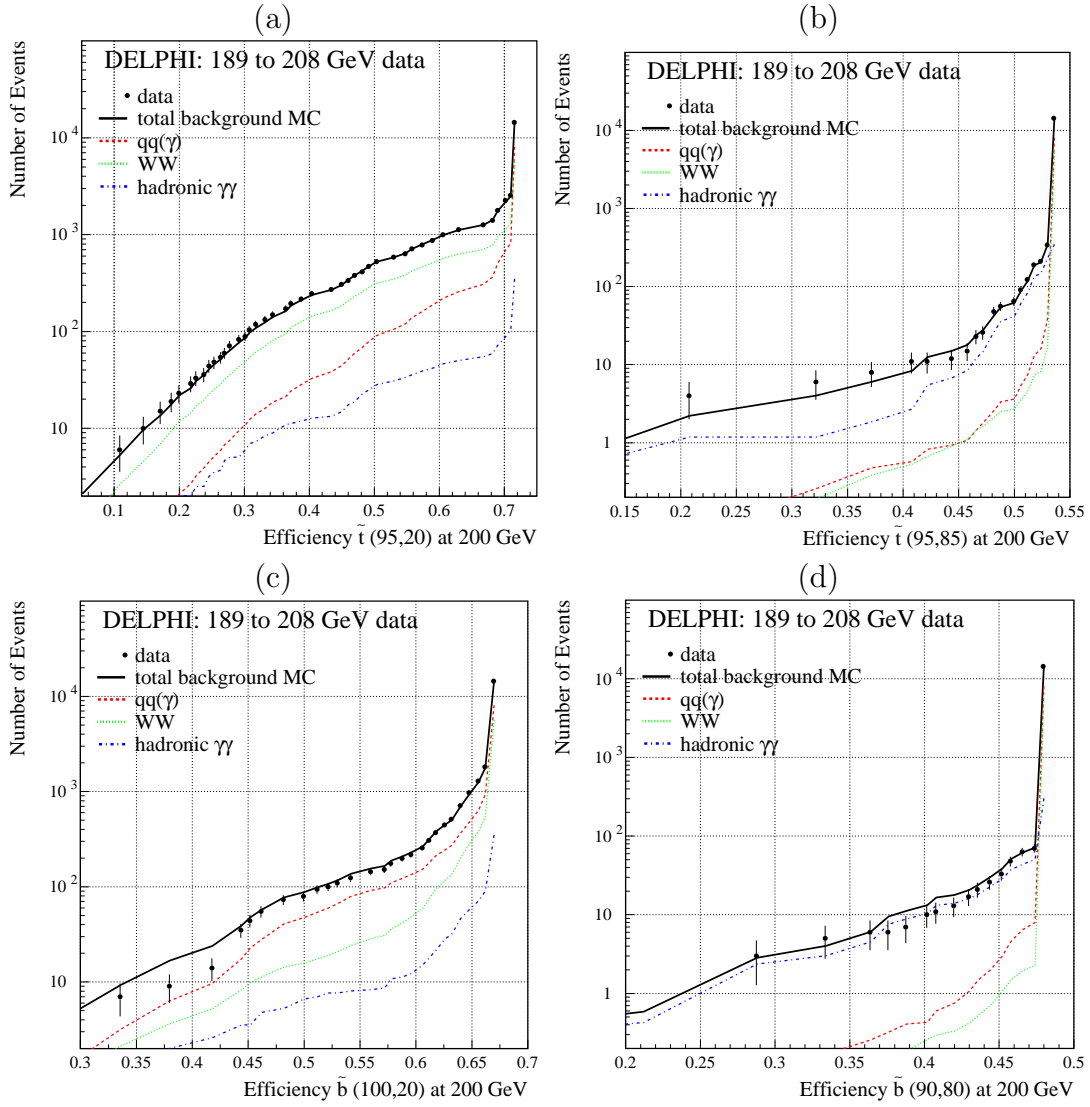 (a)
Number of Events
DELPHI: 189 to 208 GeV data
data
total background MC
qq(γ)
WW
hadronic γγ
10⁴
10³
10²
10
0.1 0.2 0.3 0.4 0.5 0.6 0.7
Efficiency t̃ (95,20) at 200 GeV
(b)
Number of Events
DELPHI: 189 to 208 GeV data
data
total background MC
qq(γ)
WW
hadronic γγ
10⁴
10³
10²
10
1
0.15 0.2 0.25 0.3 0.35 0.4 0.45 0.5 0.55
Efficiency t̃ (95,85) at 200 GeV
(c)
Number of Events
DELPHI: 189 to 208 GeV data
data
total background MC
qq(γ)
WW
hadronic γγ
10⁴
10³
10²
10
0.3 0.35 0.4 0.45 0.5 0.55 0.6 0.65 0.7
Efficiency b̃ (100,20) at 200 GeV
(d)
Number of Events
DELPHI: 189 to 208 GeV data
data
total background MC
qq(γ)
WW
hadronic γγ
10⁴
10³
10²
10
1
0.2 0.25 0.3 0.35 0.4 0.45 0.5
Efficiency b̃ (90,80) at 200 GeV